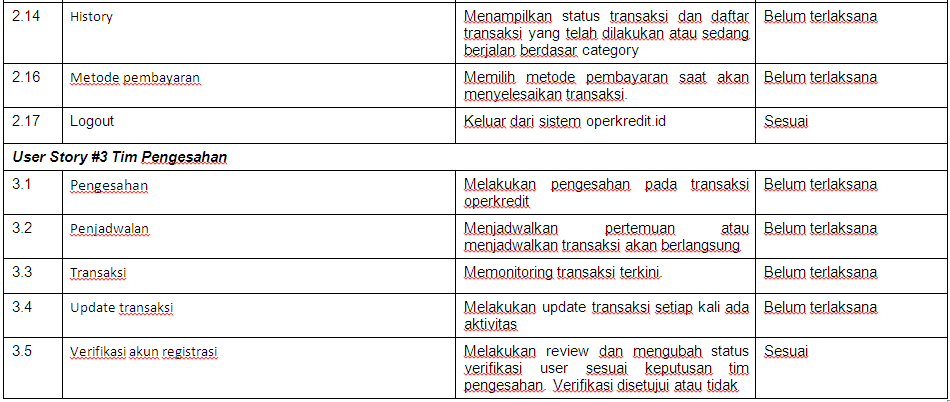 2.14 History Menampilkan status transaksi dan daftar Belum terlaksana
transaksi yang telah dilakukan atau sedang
berjalan berdasar category
2.16 Metode pembayaran Memilih metode pembayaran saat akan Belum terlaksana
menyelesaikan transaksi.
2.17 Logout Keluar dari sistem operkredit.id Sesuai
User Story #3 Tim Pengesahan
3.1 Pengesahan Melakukan pengesahan pada transaksi Belum terlaksana
operkredit
3.2 Penjadwalan Menjadwalkan pertemuan atau Belum terlaksana
menjadwalkan transaksi akan berlangsung
3.3 Transaksi Memonitoring transaksi terkini. Belum terlaksana
3.4 Update transaksi Melakukan update transaksi setiap kali ada Belum terlaksana
aktivitas
3.5 Verifikasi akun registrasi Melakukan review dan mengubah status Sesuai
verifikasi user sesuai keputusan tim
pengesahan. Verifikasi disetujui atau tidak